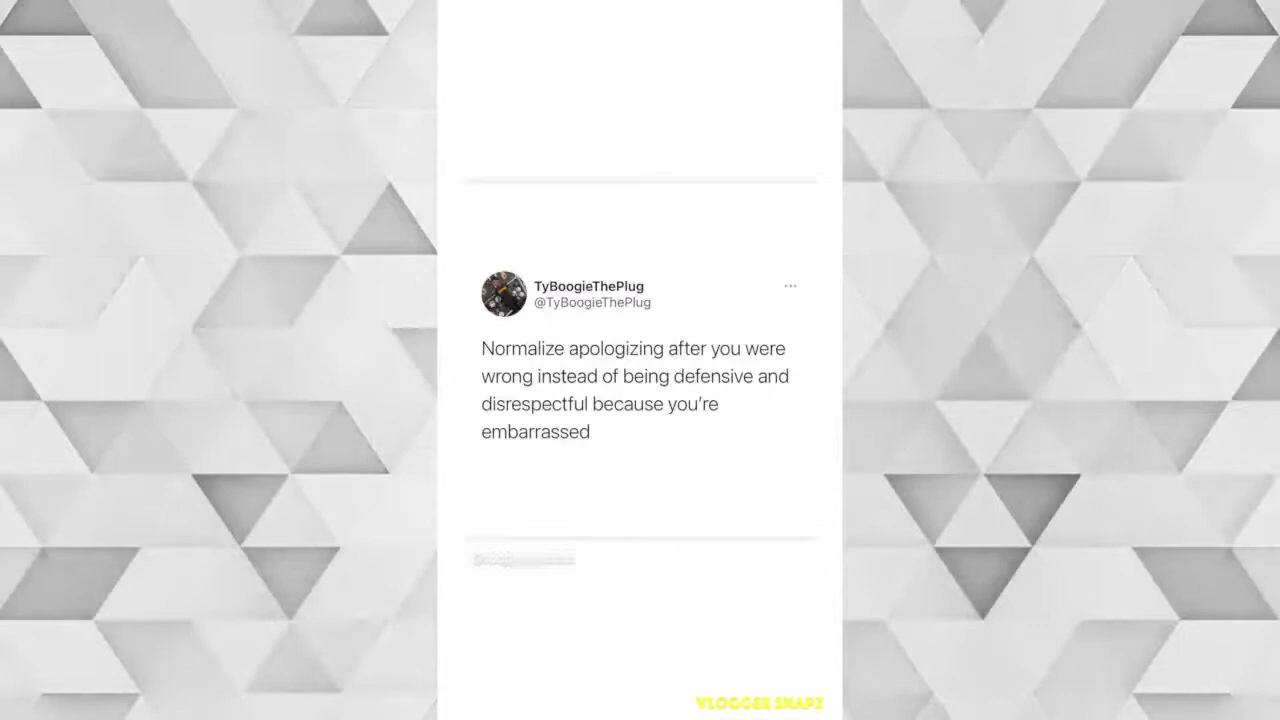 TyBoogieThePlug
...
@TyBoogieThePlug
Normalize apologizing after you were
wrong instead of being defensive and
disrespectful because you’re
embarrassed
VLOGGER SNAPZ